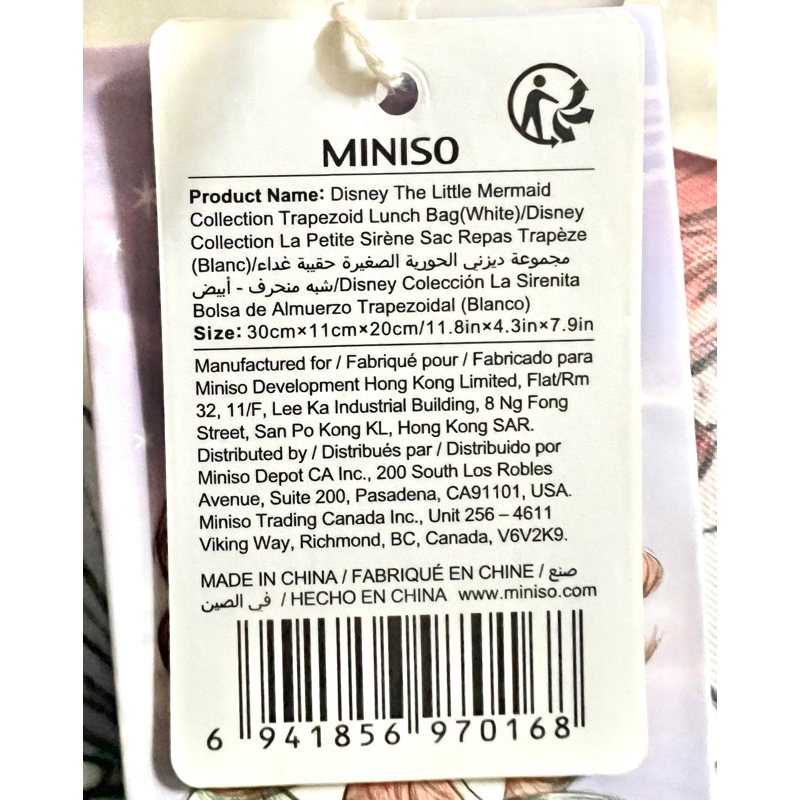 MINISO
Product Name: Disney The Little Mermaid
Collection Trapezoid Lunch Bag(White)/Disney
Collection La Petite Sirène Sac Repas Trapèze
(Blanc)/مجموعة ديزني الحورية الصغيرة حقيبة غداء
شبه منحرف - أبيض/Disney Colección La Sirenita
Bolsa de Almuerzo Trapezoidal (Blanco)
Size: 30cm×11cm×20cm/11.8in×4.3in×7.9in
Manufactured for / Fabriqué pour / Fabricado para
Miniso Development Hong Kong Limited, Flat/Rm
32, 11/F, Lee Ka Industrial Building, 8 Ng Fong
Street, San Po Kong KL, Hong Kong SAR.
Distributed by / Distribués par / Distribuido por
Miniso Depot CA Inc., 200 South Los Robles
Avenue, Suite 200, Pasadena, CA91101, USA.
Miniso Trading Canada Inc., Unit 256 – 4611
Viking Way, Richmond, BC, Canada, V6V2K9.
MADE IN CHINA / FABRIQUÉ EN CHINE / صنع
في الصين / HECHO EN CHINA www.miniso.com
6 941856 970168